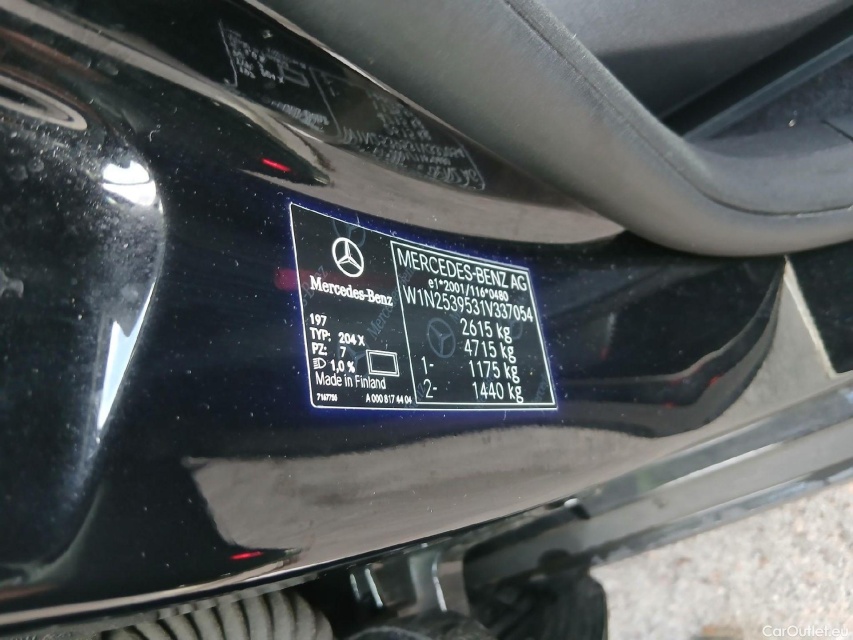 Mercedes-Benz
197
TYP: 204 X
PZ: 7
1,0 %
Made in Finland
7167756
A 000 817 44 04
MERCEDES-BENZ AG
e1*2001/116*0480
W1N2539531V337054
2615 kg
4715 kg
1- 1175 kg
2- 1440 kg
CarOutlet.eu